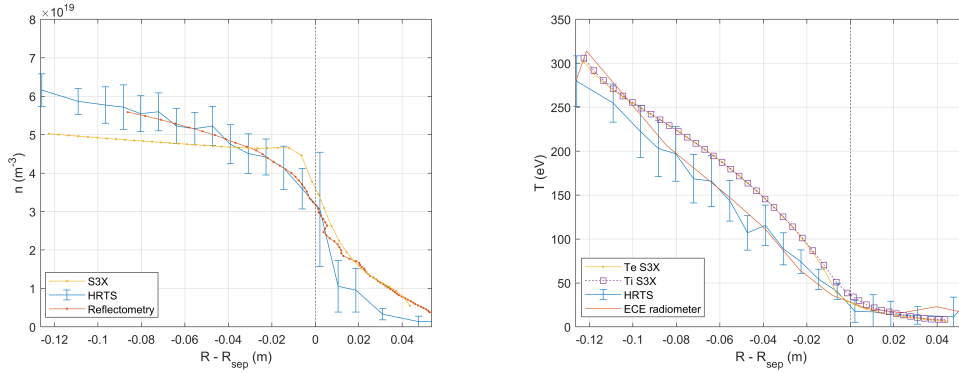 8 ×10^19
7
6
5
4
3
2
1
0
n (m^-3)
-0.12 -0.1 -0.08 -0.06 -0.04 -0.02 0 0.02 0.04
R - R_sep (m)
S3X
HRTS
Reflectometry
350
300
250
200
150
100
50
0
T (eV)
-0.12 -0.1 -0.08 -0.06 -0.04 -0.02 0 0.02 0.04
R - R_sep (m)
Te S3X
Ti S3X
HRTS
ECE radiometer